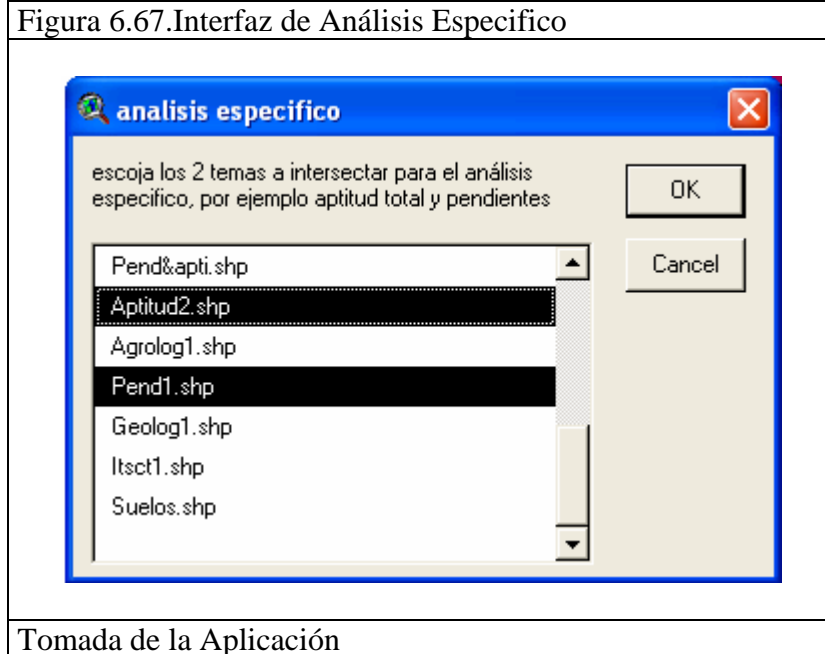 Figura 6.67.Interfaz de Análisis Especifico
analisis especifico
escoja los 2 temas a intersectar para el análisis
especifico, por ejemplo aptitud total y pendientes
OK
Cancel
Pend&apti.shp
Aptitud2.shp
Agrolog1.shp
Pend1.shp
Geolog1.shp
Itsct1.shp
Suelos.shp
Tomada de la Aplicación